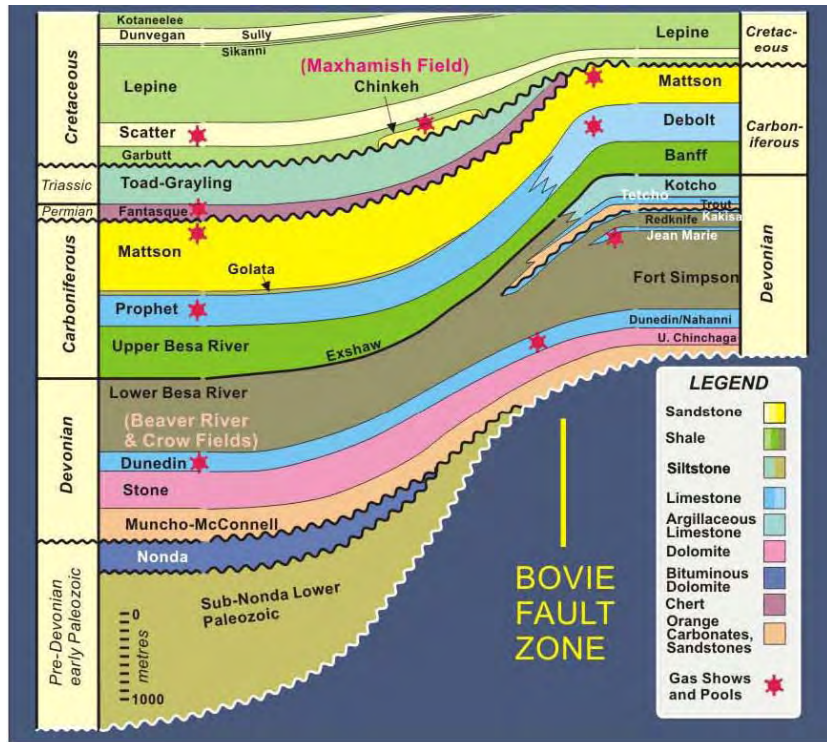 Kotaneelee
Dunvegan
Sully
Sikanni
Lepine
Scatter
Garbutt
Toad-Grayling
Fantasque
Mattson
Golata
Prophet
Upper Besa River
Exshaw
Lower Besa River
(Beaver River
& Crow Fields)
Dunedin
Stone
Muncho-McConnell
Nonda
Sub-Nonda Lower
Paleozoic
0
metres
1000
Cretaceous
Triassic
Permian
Carboniferous
Devonian
Pre-Devonian
early Paleozoic
(Maxhamish Field)
Chinkeh
Lepine
Mattson
Debolt
Banff
Kotcho
Tetcho
Trout
Redknife
Kakisa
Jean Marie
Fort Simpson
Dunedin/Nahanni
U. Chinchaga
Cretac-
eous
Carbon-
iferous
Devonian
BOVIE
FAULT
ZONE
LEGEND
Sandstone
Shale
Siltstone
Limestone
Argillaceous
Limestone
Dolomite
Bituminous
Dolomite
Chert
Orange
Carbonates,
Sandstones
Gas Shows
and Pools